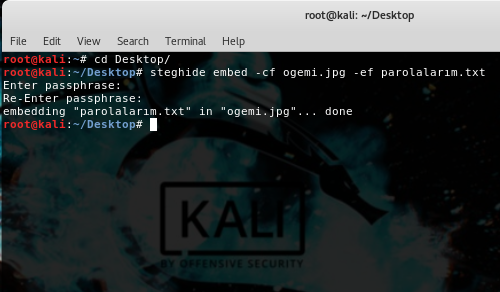 root@kali: ~/Desktop
File Edit View Search Terminal Help
root@kali:~# cd Desktop/
root@kali:~/Desktop# steghide embed -cf ogemi.jpg -ef parolalarım.txt
Enter passphrase:
Re-Enter passphrase:
embedding "parolalarım.txt" in "ogemi.jpg"... done
root@kali:~/Desktop#
KALI
BY OFFENSIVE SECURITY